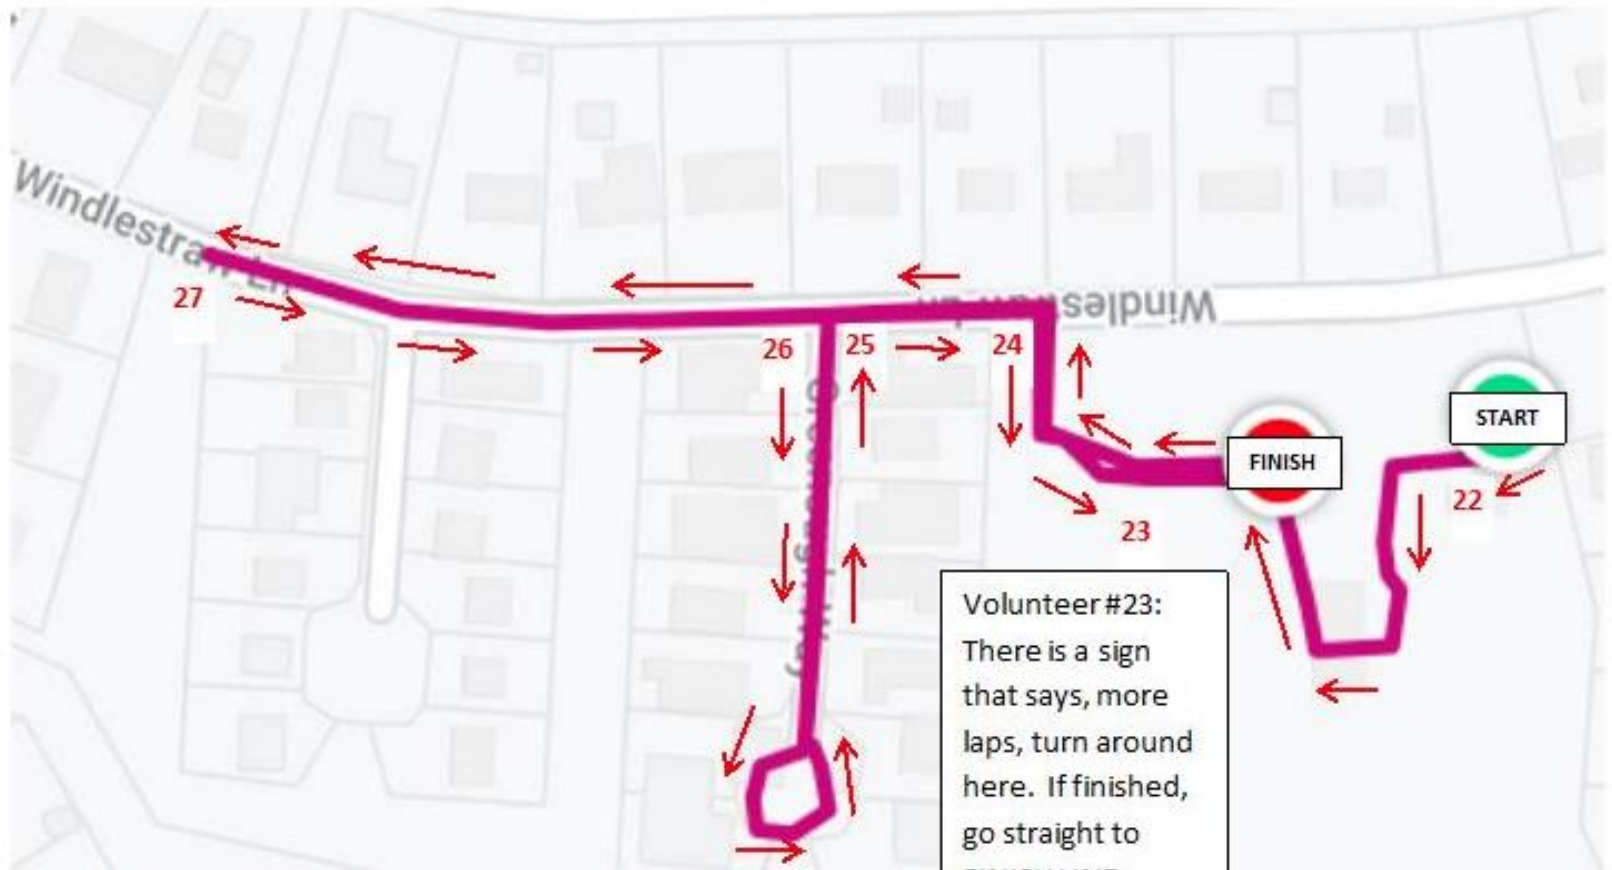 Windlestraw Ln
Windlestraw Ln
27
26
25
24
START
FINISH
22
23
Volunteer #23:
There is a sign
that says, more
laps, turn around
here. If finished,
go straight to